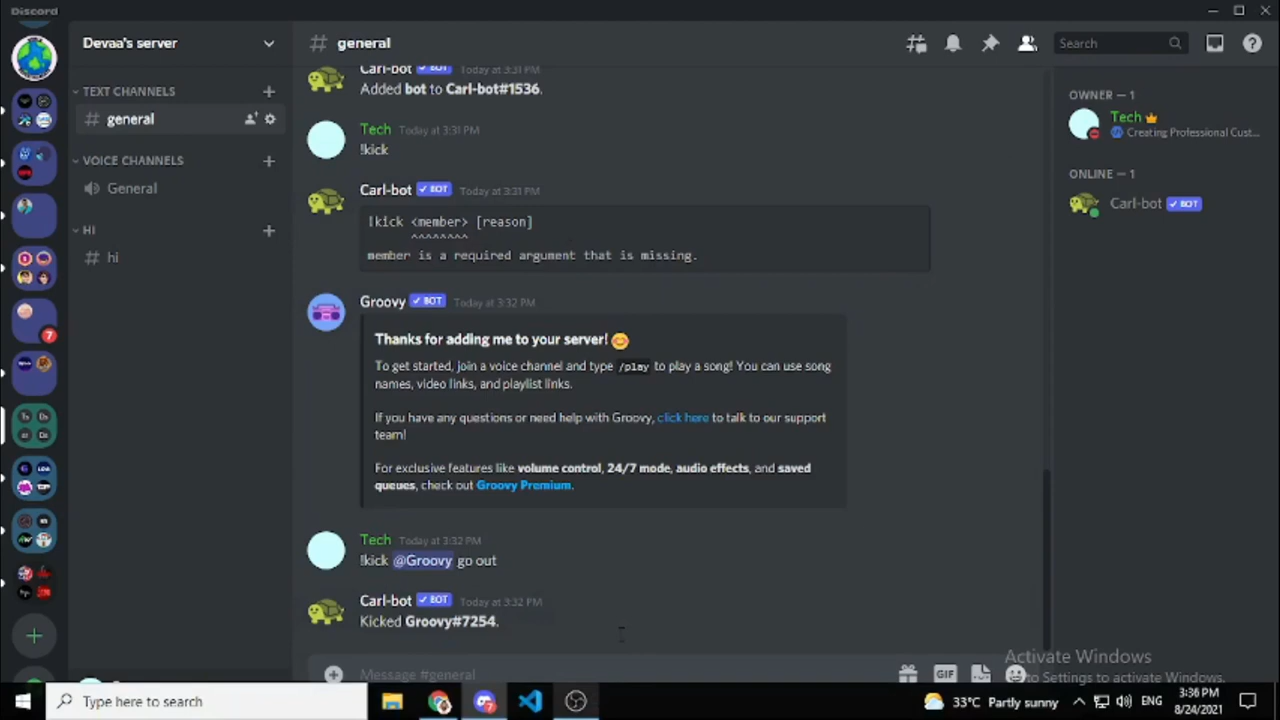 Discord
Devaa's server
general
Search
TEXT CHANNELS
general
VOICE CHANNELS
General
HI
hi
7
Carl-bot BOT Today at 3:31 PM
Added bot to Carl-bot#1536.
Tech Today at 3:31 PM
!kick
Carl-bot BOT Today at 3:31 PM
!kick <member> [reason]
^^^^^^^^
member is a required argument that is missing.
Groovy BOT Today at 3:32 PM
Thanks for adding me to your server!
To get started, join a voice channel and type /play to play a song! You can use song
names, video links, and playlist links.
If you have any questions or need help with Groovy, click here to talk to our support
team!
For exclusive features like volume control, 24/7 mode, audio effects, and saved
queues, check out Groovy Premium.
Tech Today at 3:32 PM
!kick @Groovy go out
Carl-bot BOT Today at 3:32 PM
Kicked Groovy#7254.
Message #general
GIF
OWNER — 1
Tech
Creating Professional Cust...
ONLINE — 1
Carl-bot BOT
Activate Windows
to Settings to activate Windows.
Type here to search
33°C Partly sunny
ENG
3:36 PM
8/24/2021